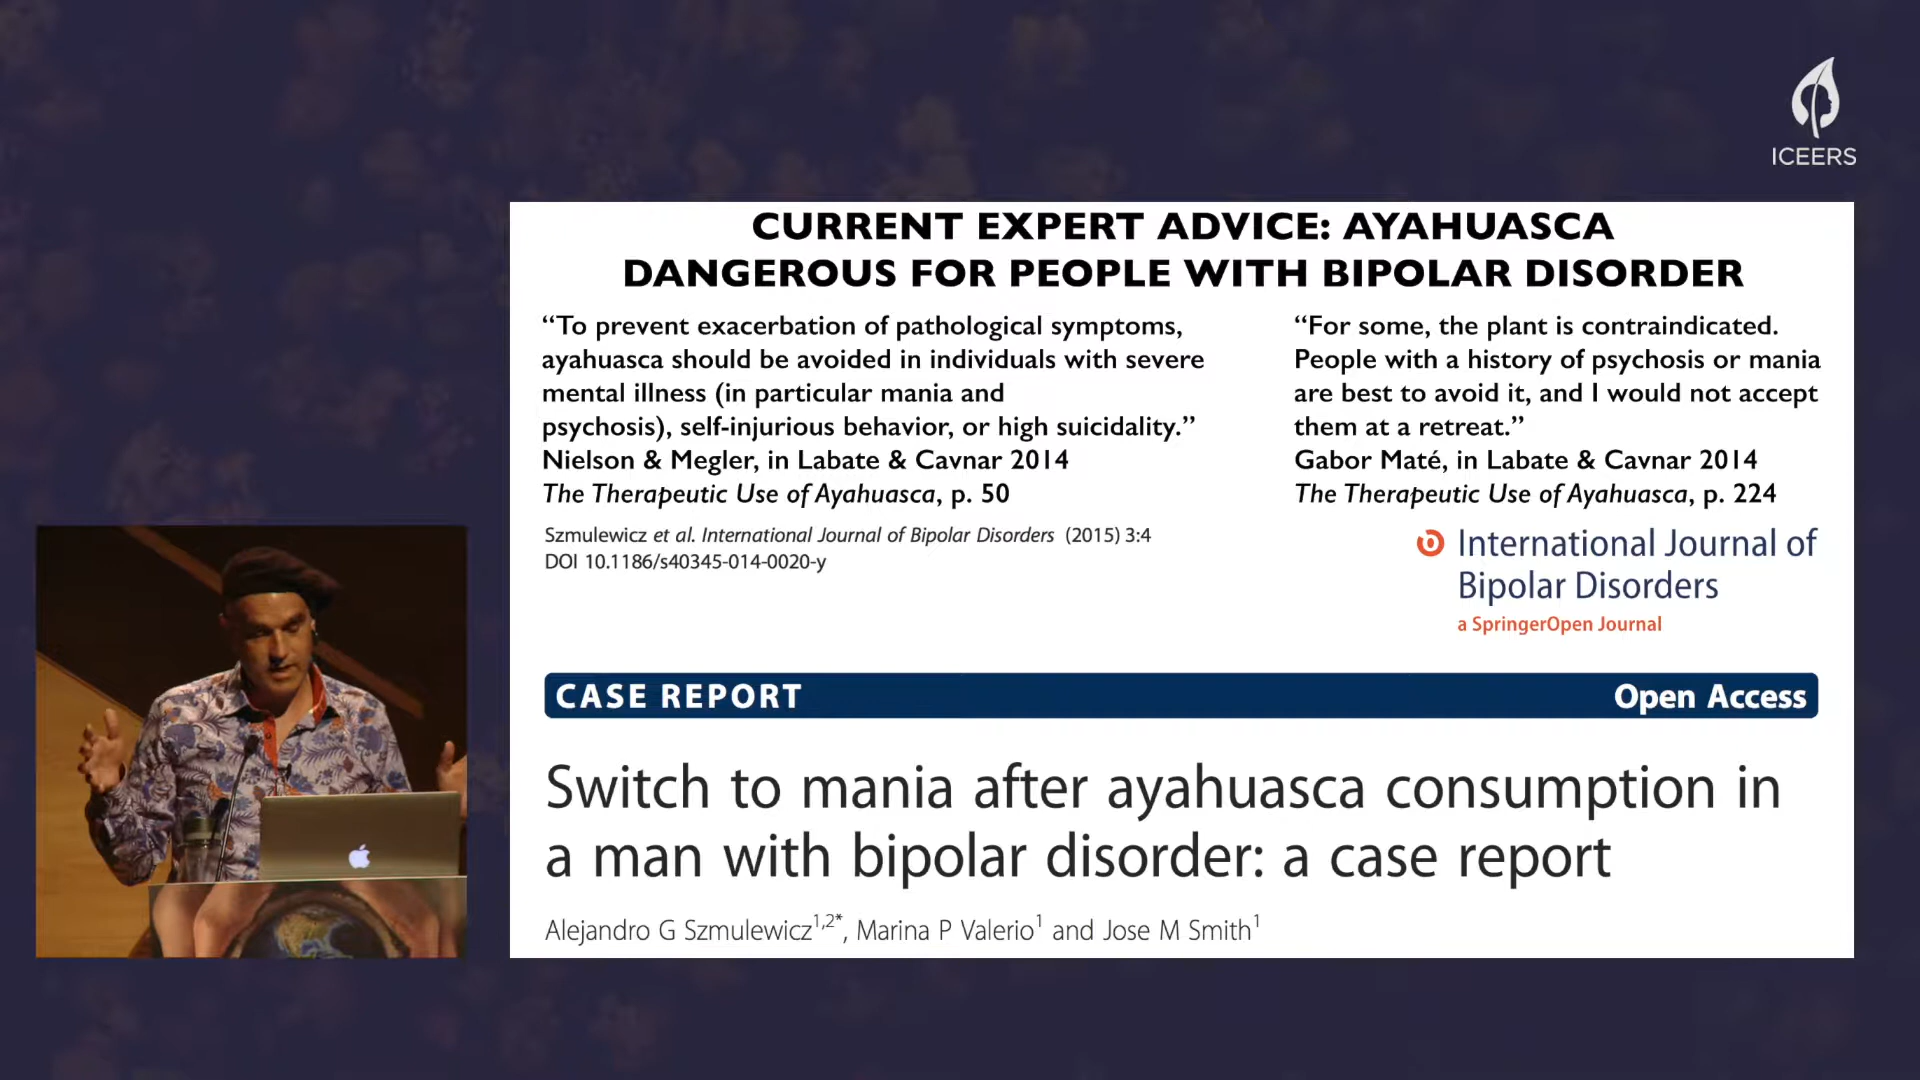 ICEERS
CURRENT EXPERT ADVICE: AYAHUASCA
DANGEROUS FOR PEOPLE WITH BIPOLAR DISORDER
“To prevent exacerbation of pathological symptoms,
ayahuasca should be avoided in individuals with severe
mental illness (in particular mania and
psychosis), self-injurious behavior, or high suicidality.”
Nielson & Megler, in Labate & Cavnar 2014
The Therapeutic Use of Ayahuasca, p. 50
“For some, the plant is contraindicated.
People with a history of psychosis or mania
are best to avoid it, and I would not accept
them at a retreat.”
Gabor Maté, in Labate & Cavnar 2014
The Therapeutic Use of Ayahuasca, p. 224
Szmulewicz et al. International Journal of Bipolar Disorders (2015) 3:4
DOI 10.1186/s40345-014-0020-y
International Journal of
Bipolar Disorders
a SpringerOpen Journal
CASE REPORT Open Access
Switch to mania after ayahuasca consumption in
a man with bipolar disorder: a case report
Alejandro G Szmulewicz1,2*, Marina P Valerio1 and Jose M Smith1